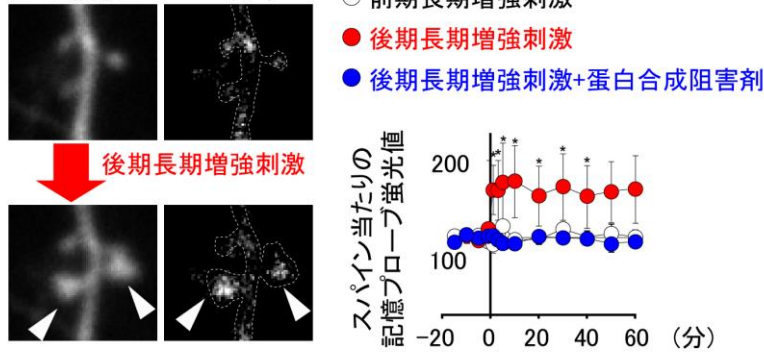 前期長期増強刺激
後期長期増強刺激
後期長期増強刺激+蛋白合成阻害剤
後期長期増強刺激
スパイン当たりの
記憶プローブ蛍光値
200
100
* * * * * * *
-20 0 20 40 60 (分)